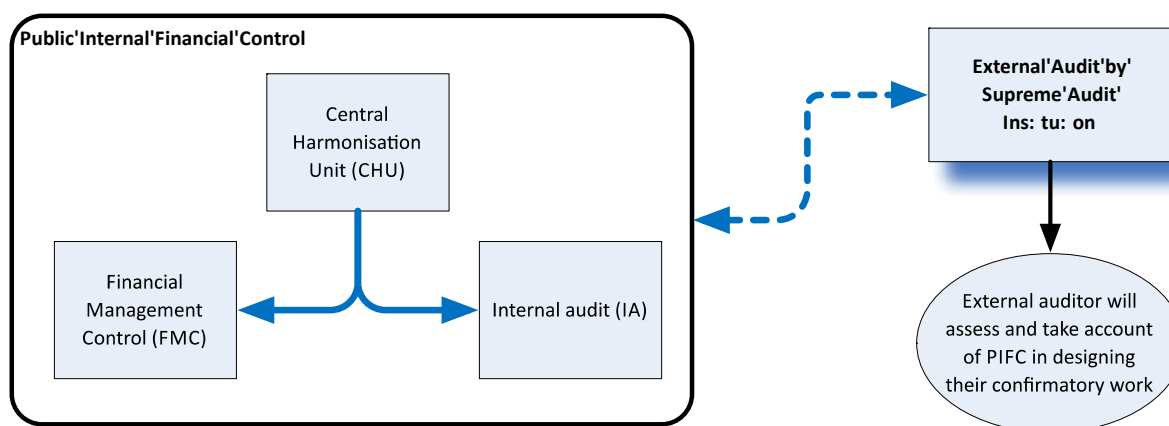 Public'Internal'Financial'Control
Central
Harmonisation
Unit (CHU)
Financial
Management
Control (FMC)
Internal audit (IA)
External'Audit'by'
Supreme'Audit'
Ins: tu: on
External auditor will
assess and take account
of PIFC in designing
their confirmatory work